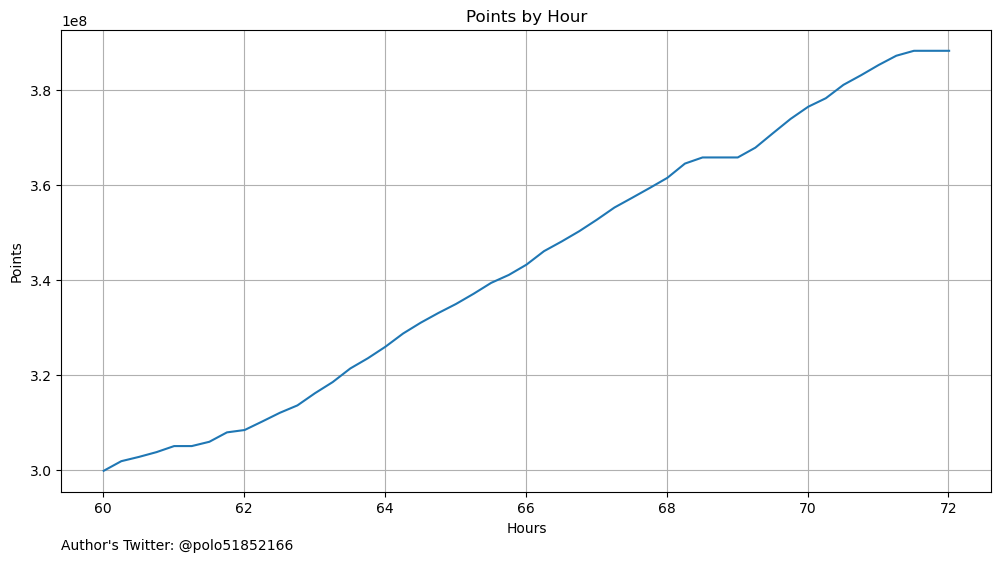 Points by Hour
1e8
3.8
3.6
3.4
3.2
3.0
Points
60 62 64 66 68 70 72
Hours
Author's Twitter: @polo51852166